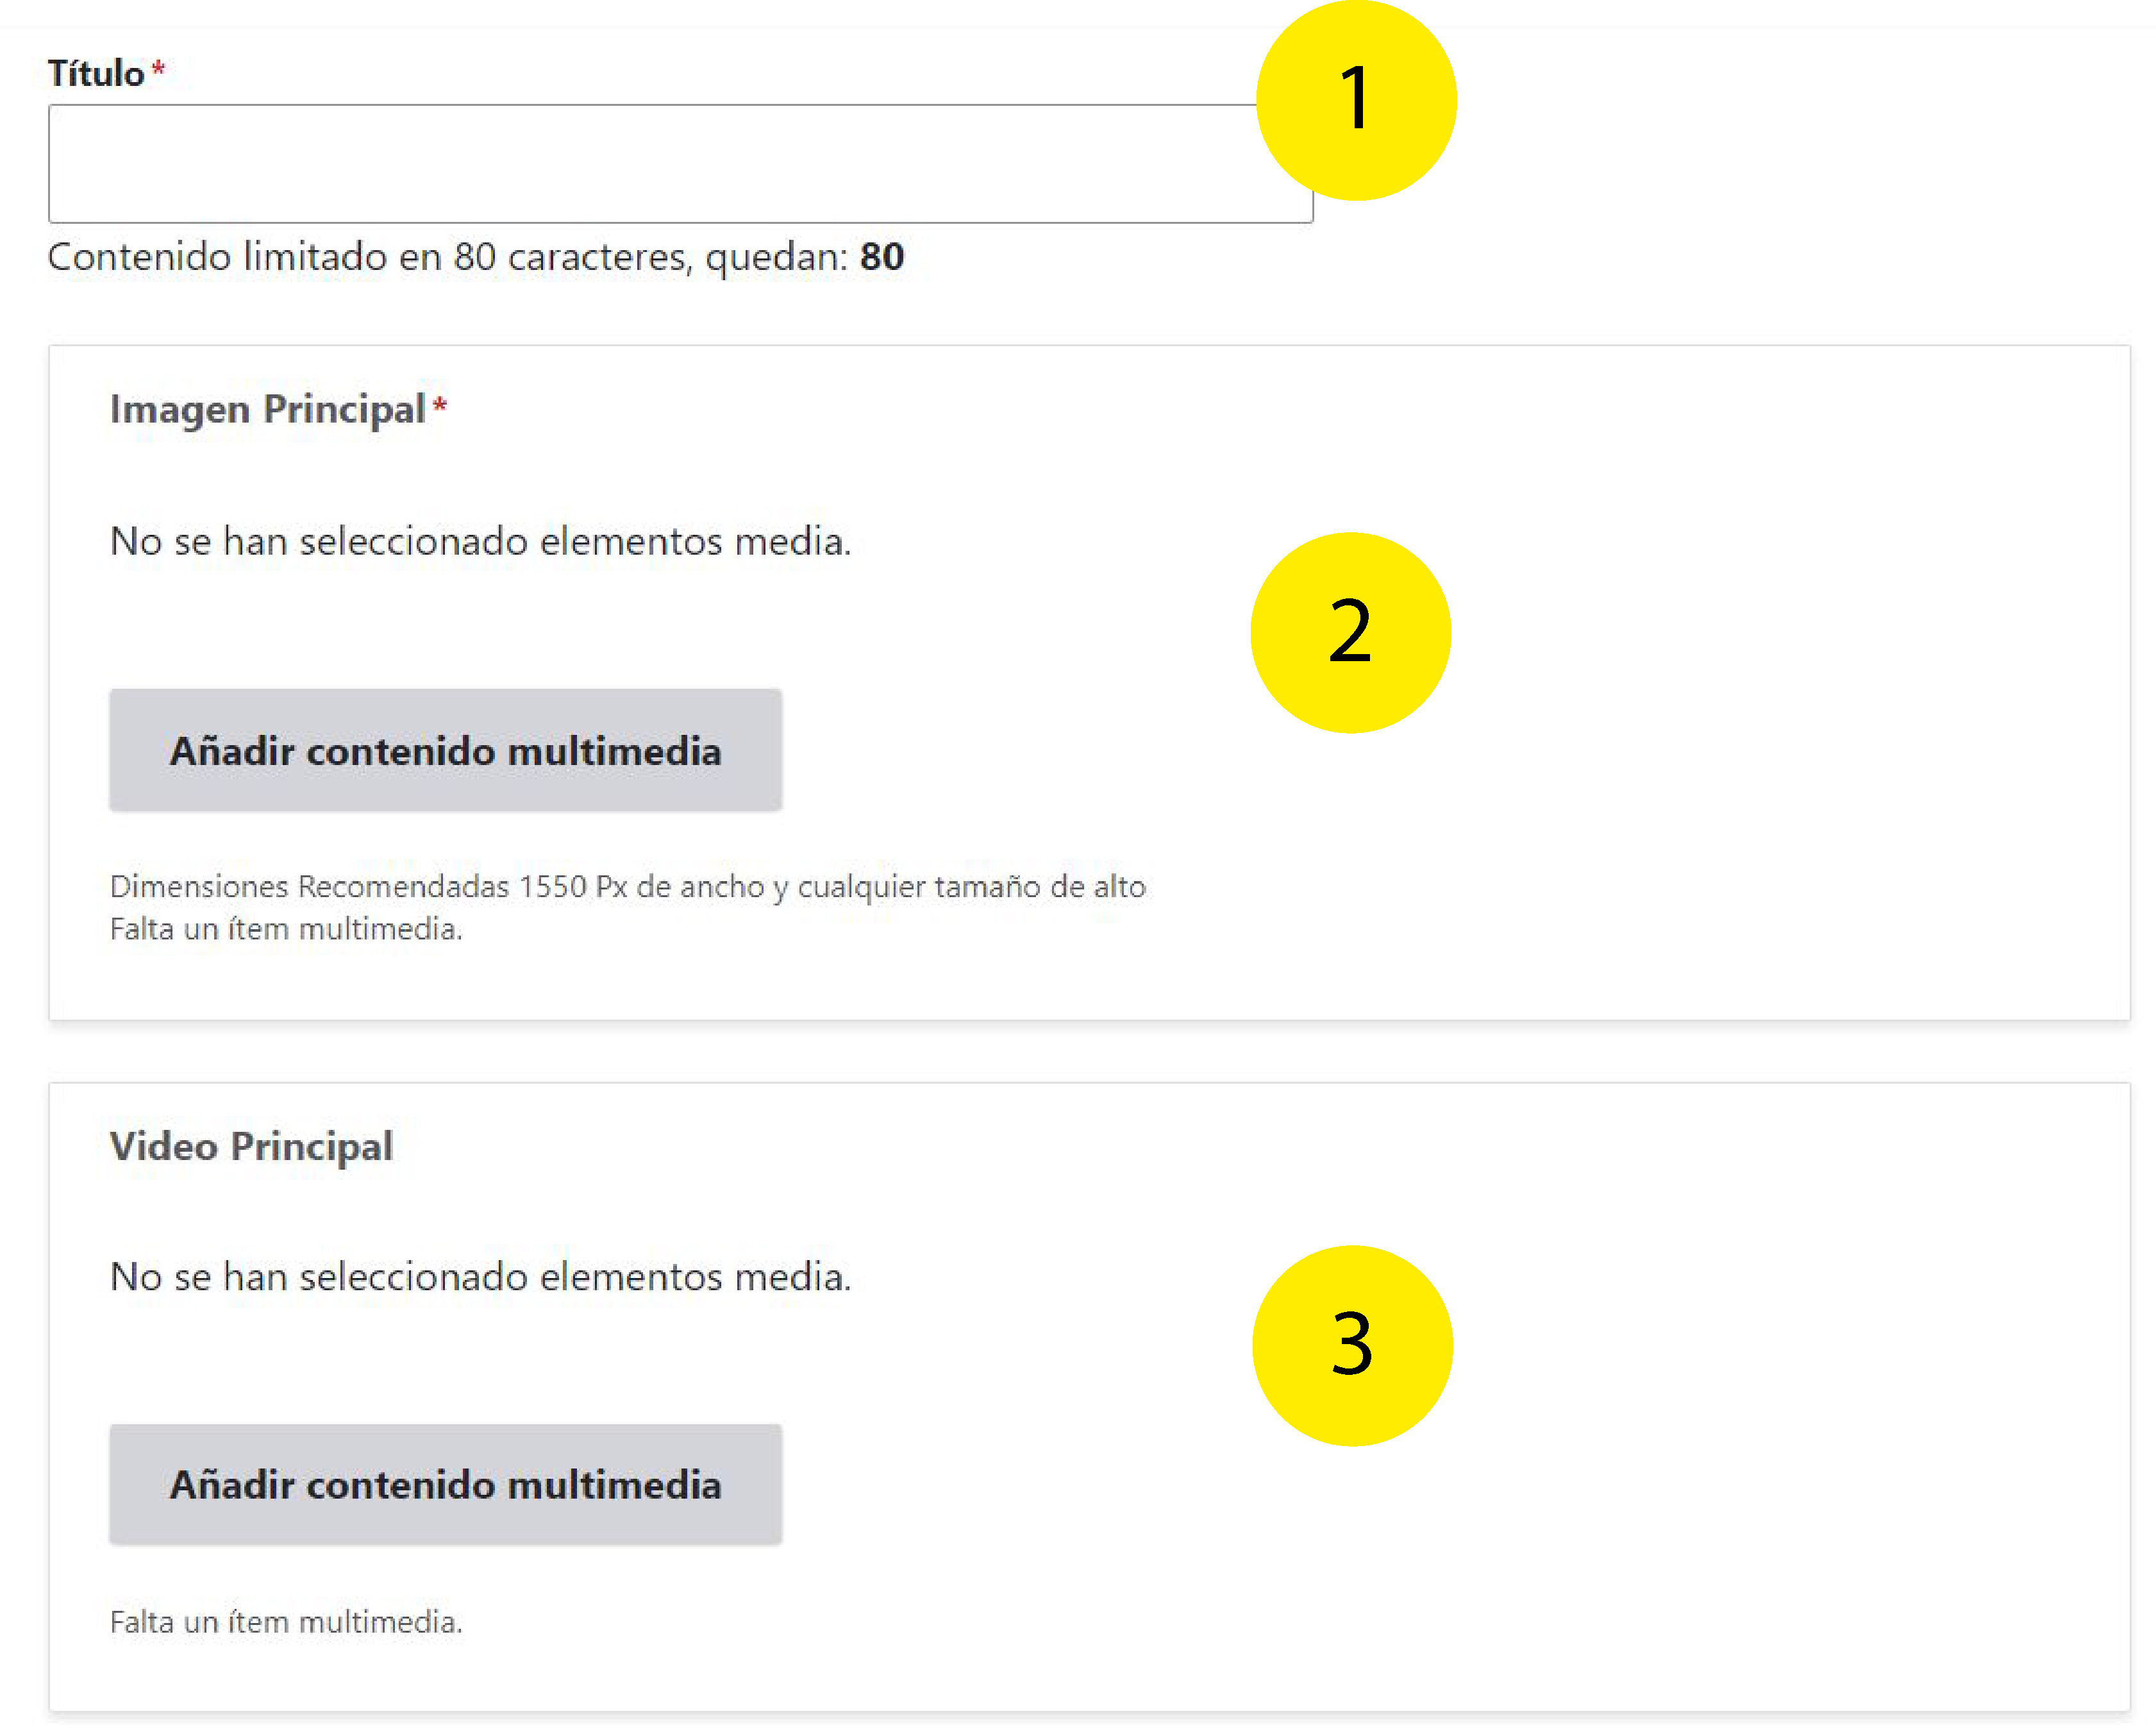 Título*
1
Contenido limitado en 80 caracteres, quedan: 80
Imagen Principal*
No se han seleccionado elementos media.
2
Añadir contenido multimedia
Dimensiones Recomendadas 1550 Px de ancho y cualquier tamaño de alto
Falta un ítem multimedia.
Video Principal
No se han seleccionado elementos media.
3
Añadir contenido multimedia
Falta un ítem multimedia.